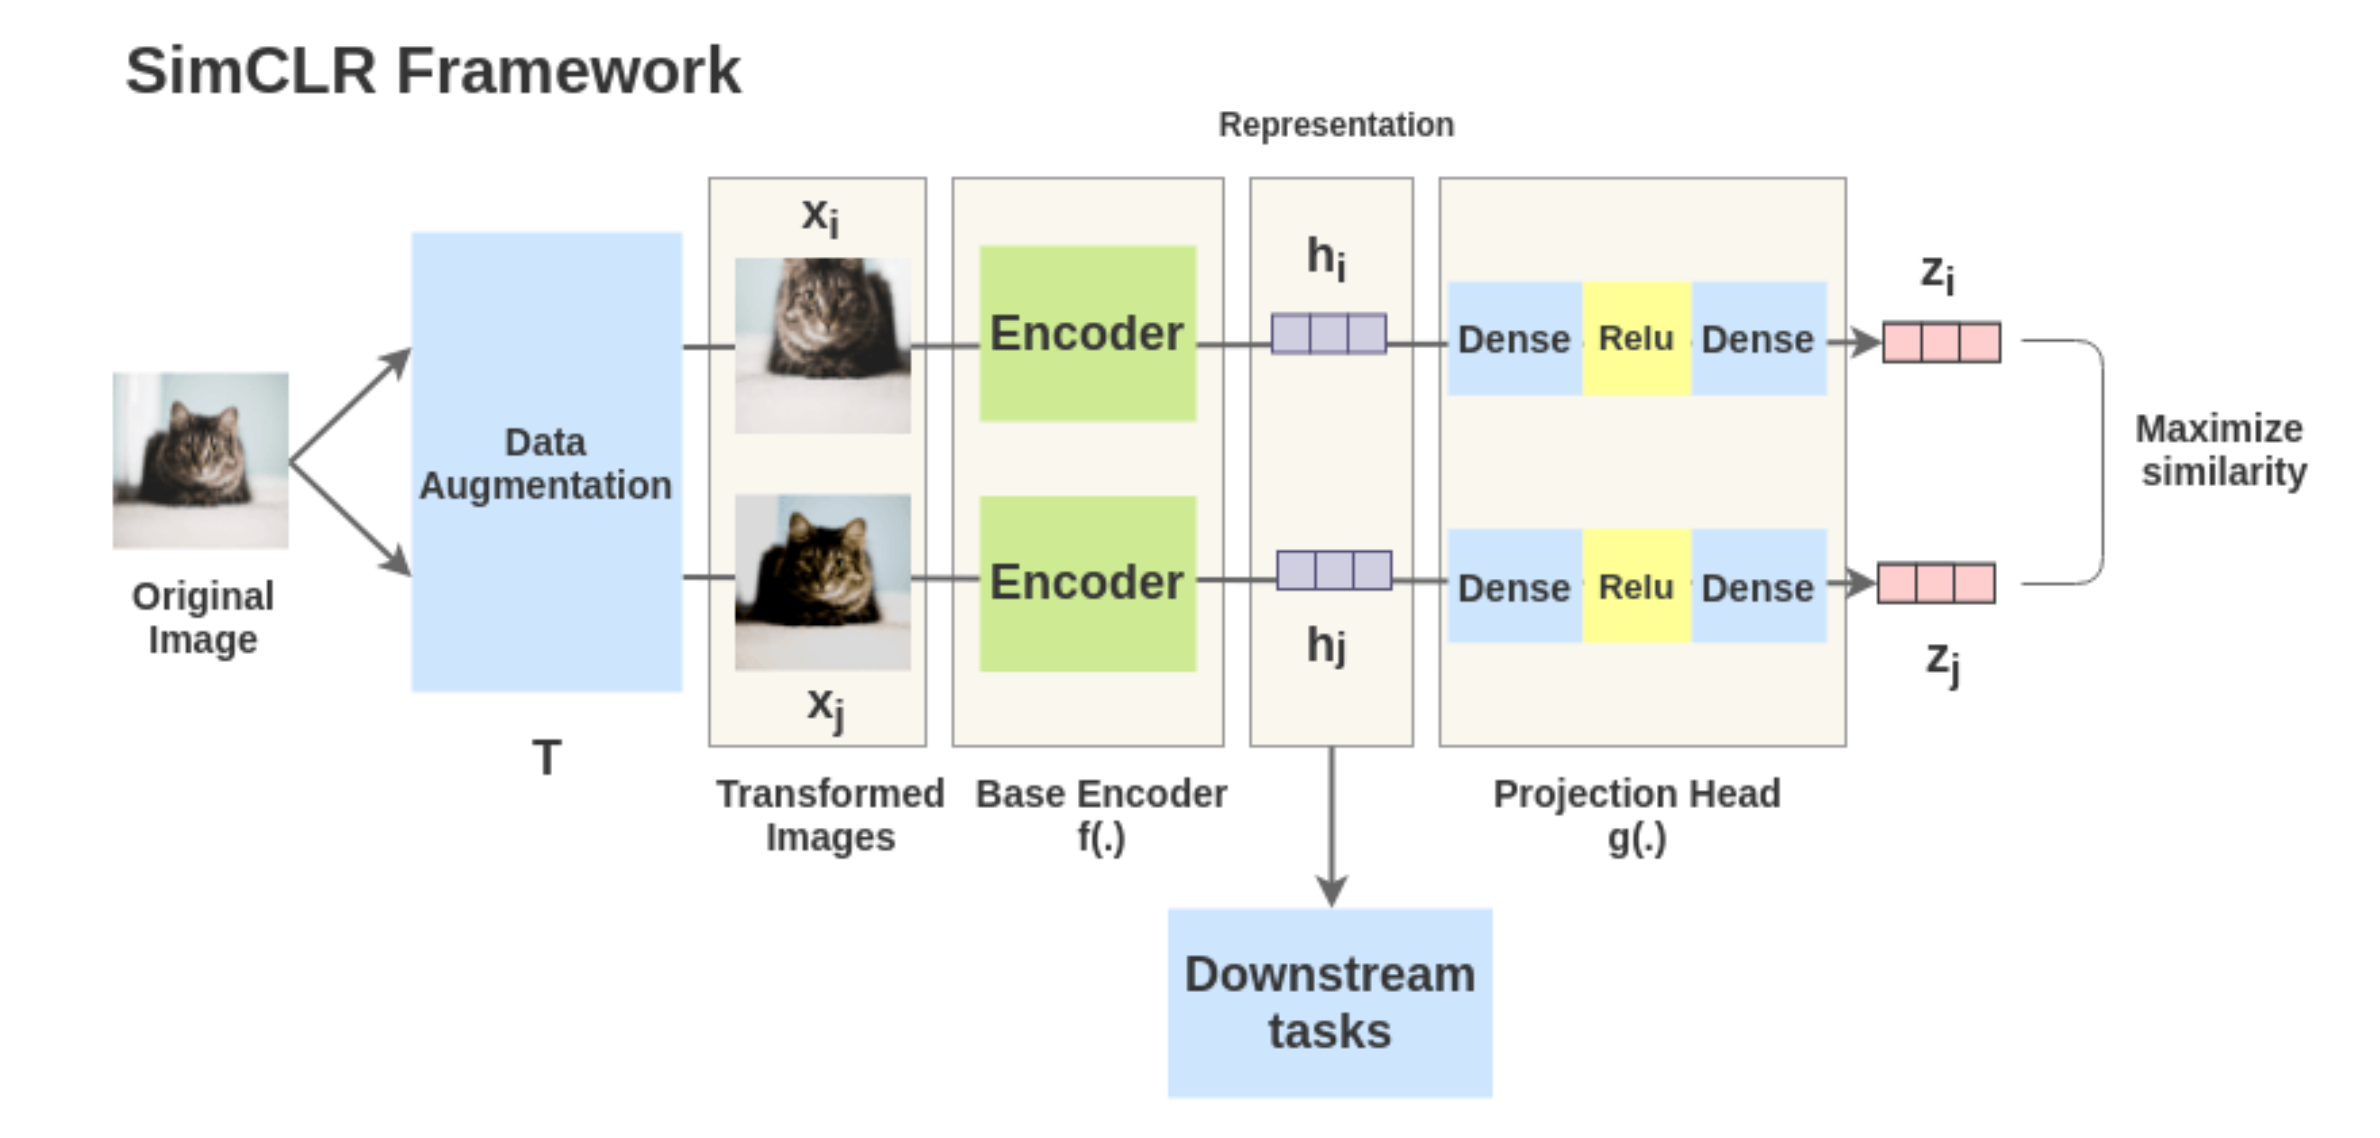 SimCLR Framework
Representation
Original
Image
Data
Augmentation
T
xi
xj
Transformed
Images
Encoder
Encoder
Base Encoder
f(.)
hi
hj
Dense Relu Dense
Dense Relu Dense
Projection Head
g(.)
zi
zj
Maximize
similarity
Downstream
tasks